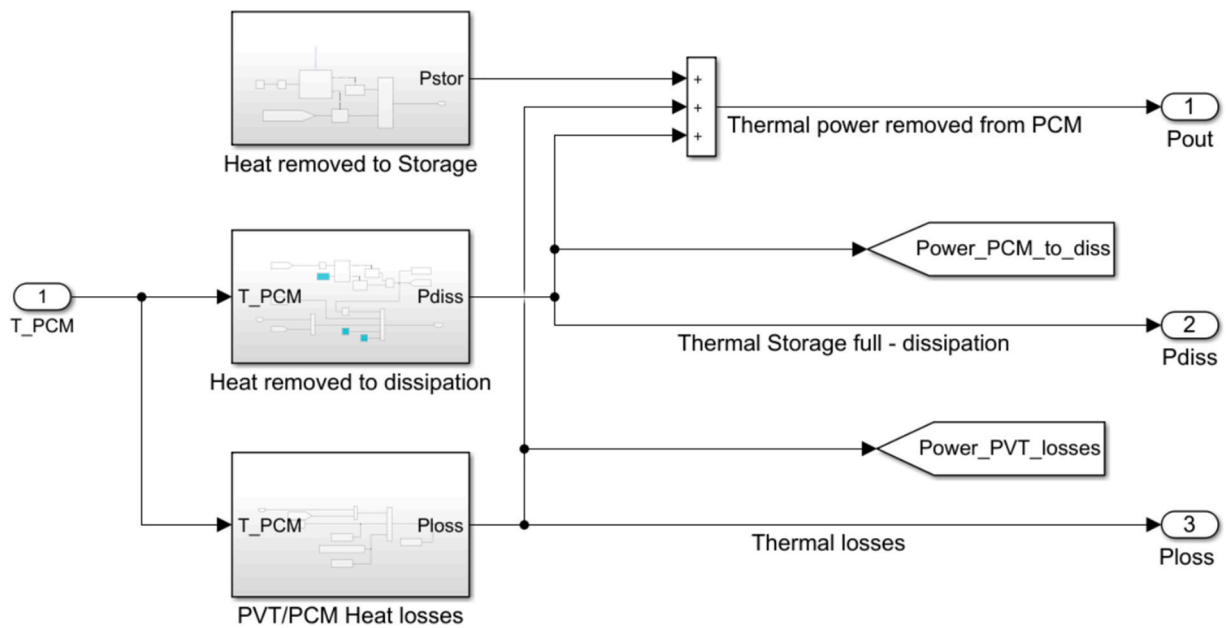 Pstor
Heat removed to Storage
+
+
+
Thermal power removed from PCM
1
Pout
1
T_PCM
T_PCM
Pdiss
Heat removed to dissipation
Power_PCM_to_diss
Thermal Storage full - dissipation
2
Pdiss
T_PCM
Ploss
PVT/PCM Heat losses
Power_PVT_losses
Thermal losses
3
Ploss